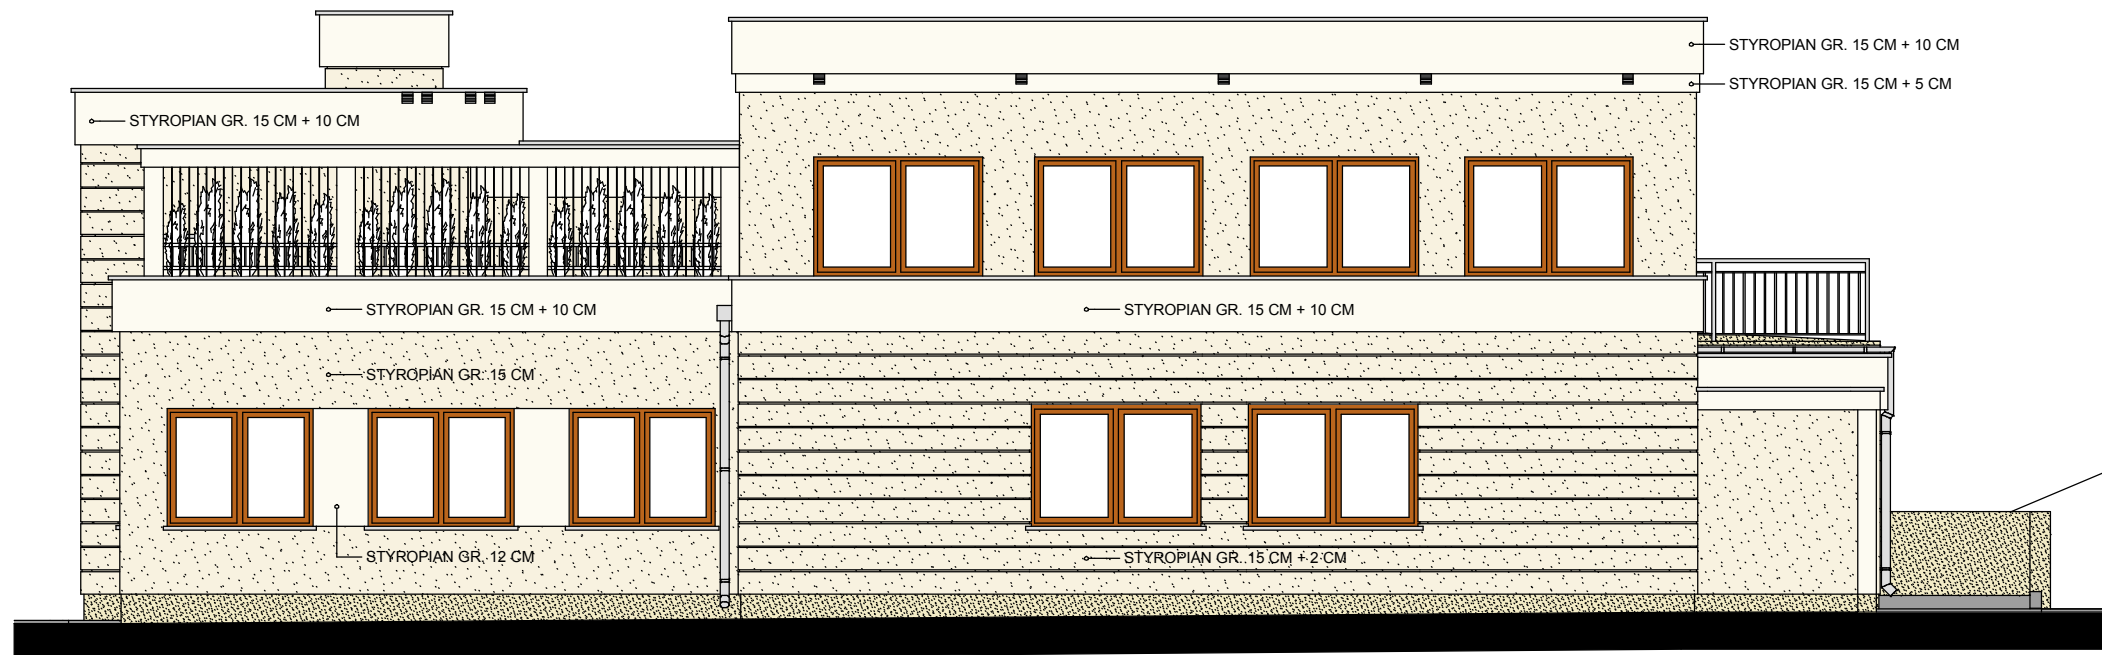 STYROPIAN GR. 15 CM + 10 CM
STYROPIAN GR. 15 CM + 5 CM
STYROPIAN GR. 15 CM + 10 CM
STYROPIAN GR. 15 CM + 10 CM
STYROPIAN GR. 15 CM + 10 CM
STYROPIAN GR. 15 CM
STYROPIAN GR. 12 CM
STYROPIAN GR. 15 CM + 2 CM